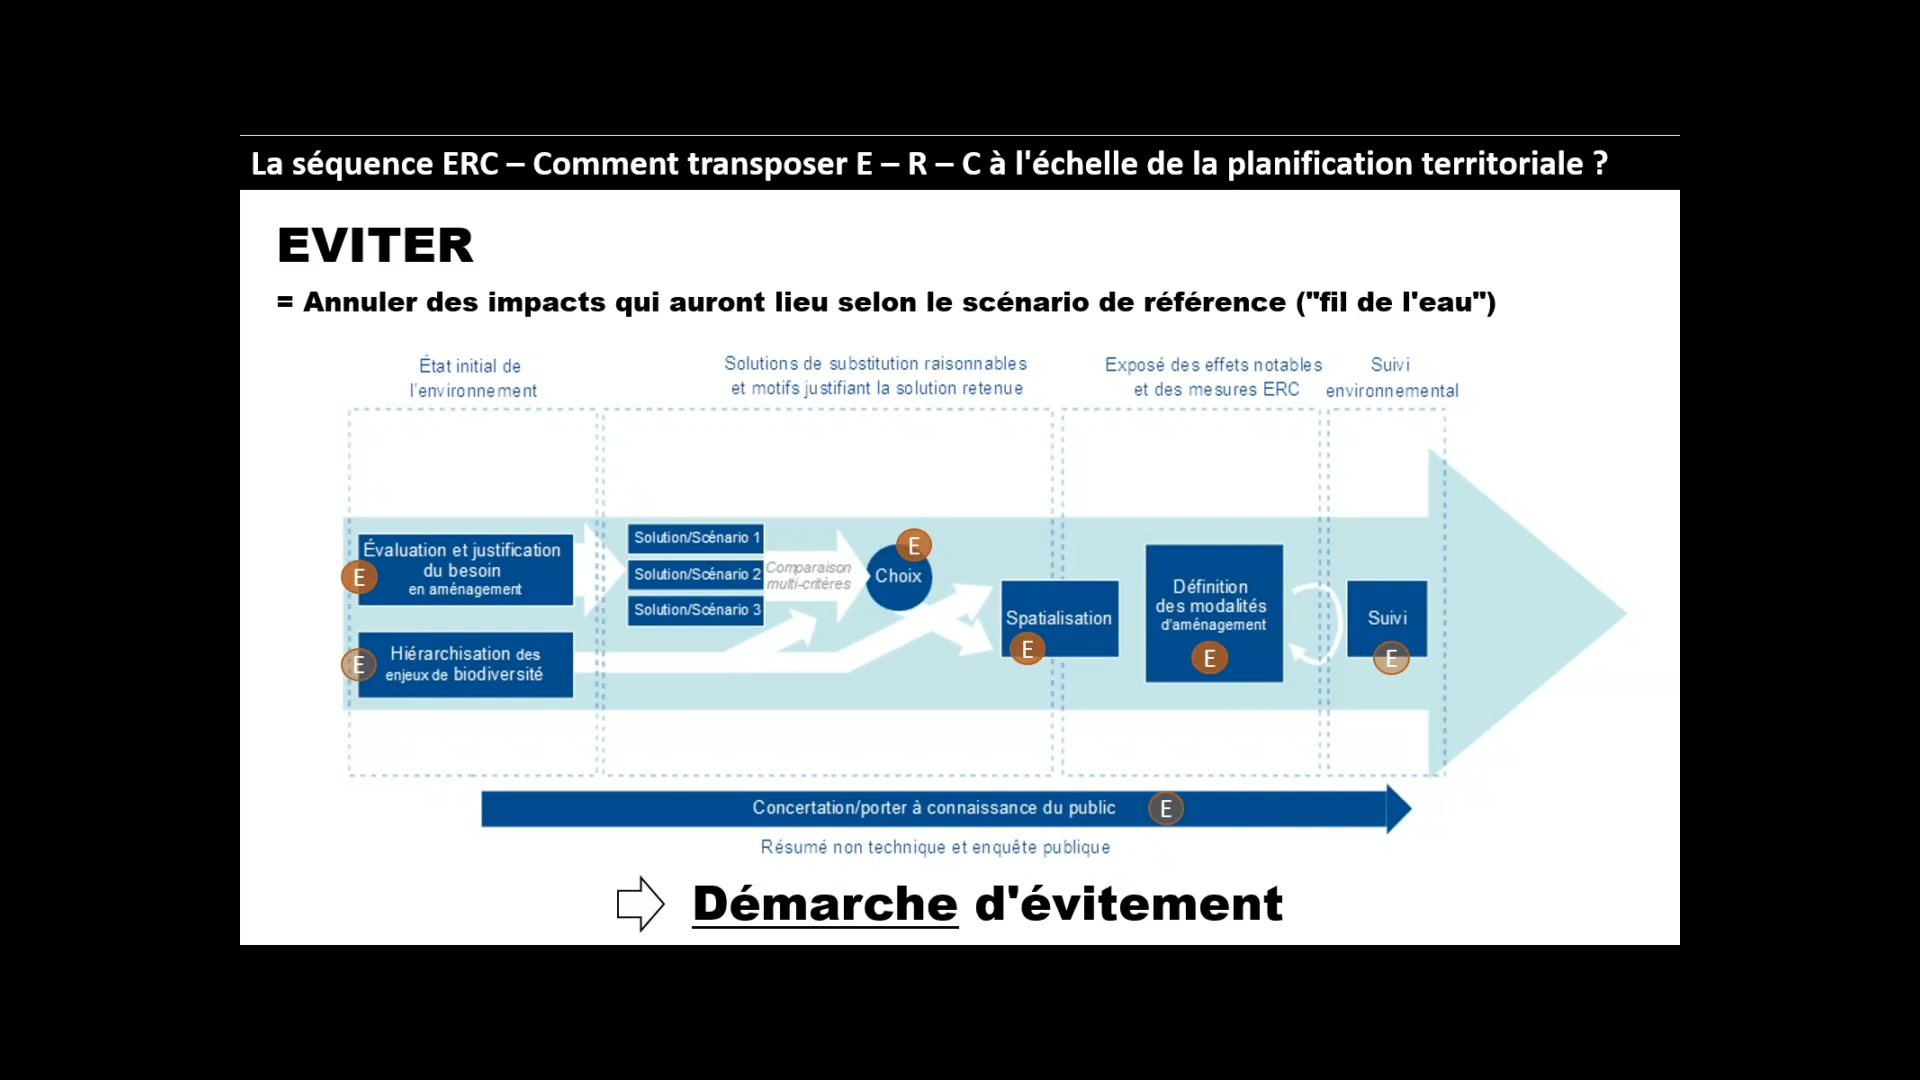 La séquence ERC – Comment transposer E – R – C à l'échelle de la planification territoriale ?
EVITER
= Annuler des impacts qui auront lieu selon le scénario de référence ("fil de l'eau")
État initial de
l'environnement
Solutions de substitution raisonnables
et motifs justifiant la solution retenue
Exposé des effets notables
et des mesures ERC
Suivi
environnemental
Évaluation et justification
du besoin
en aménagement
E
Hiérarchisation des
enjeux de biodiversité
E
Solution/Scénario 1
Solution/Scénario 2
Solution/Scénario 3
Comparaison
multi-critères
Choix
E
Spatialisation
E
Définition
des modalités
d'aménagement
E
Suivi
E
Concertation/porter à connaissance du public
E
Résumé non technique et enquête publique
Démarche d'évitement